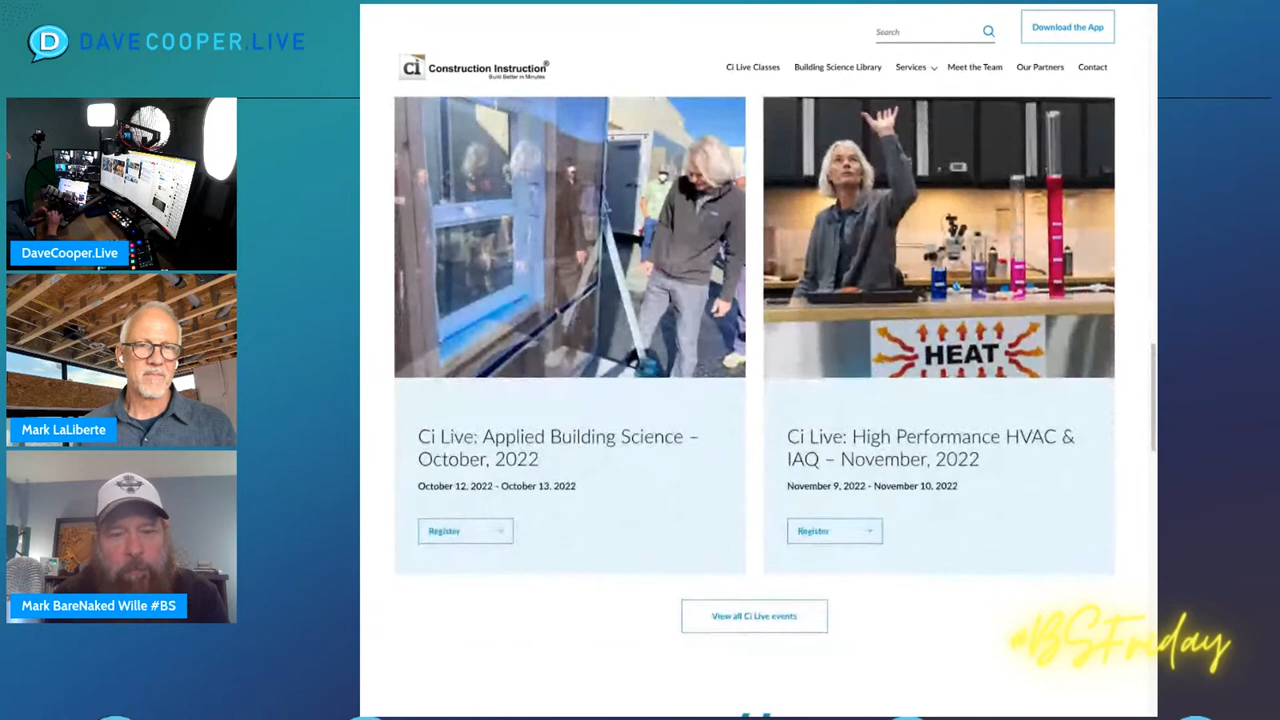 D DAVECOOPER.LIVE
DaveCooper.Live
Mark LaLiberte
Mark BareNaked Wille #BS
Search
Download the App
Ci Construction Instruction®
Build Better in Minutes
Ci Live Classes
Building Science Library
Services
Meet the Team
Our Partners
Contact
HEAT
Ci Live: Applied Building Science –
October, 2022
October 12, 2022 - October 13, 2022
Register
Ci Live: High Performance HVAC &
IAQ – November, 2022
November 9, 2022 - November 10, 2022
Register
View all Ci Live events
#BSFriday